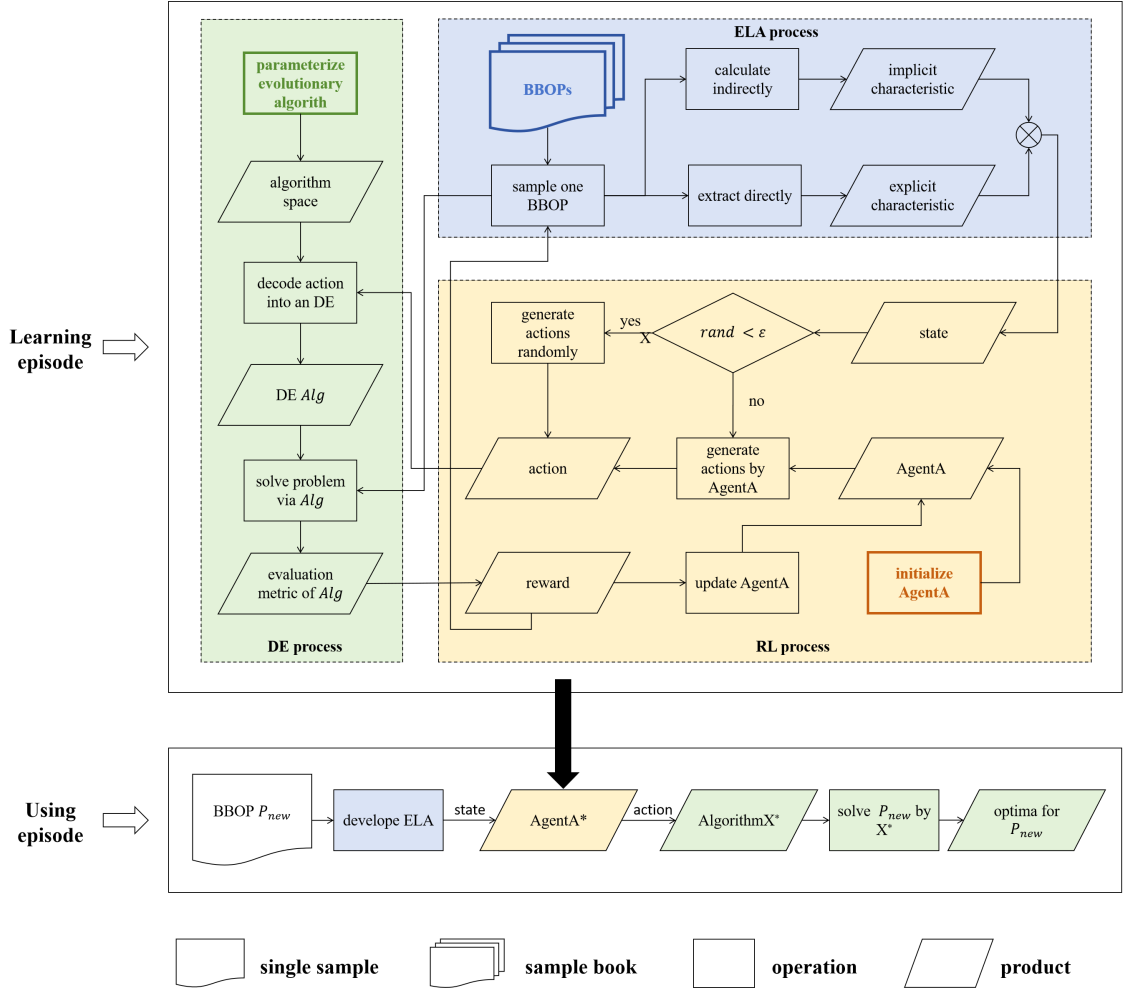 Learning
episode
parameterize
evolutionary
algorith
algorithm
space
decode action
into an DE
DE Alg
solve problem
via Alg
evaluation
metric of Alg
DE process
ELA process
BBOPs
sample one
BBOP
calculate
indirectly
implicit
characteristic
extract directly
explicit
characteristic
generate
actions
randomly
yes
X
rand < ε
state
no
action
generate
actions by
AgentA
AgentA
reward
update AgentA
initialize
AgentA
RL process
Using
episode
BBOP P_new
develope ELA
state
AgentA*
action
AlgorithmX*
solve P_new by
X*
optima for
P_new
single sample
sample book
operation
product